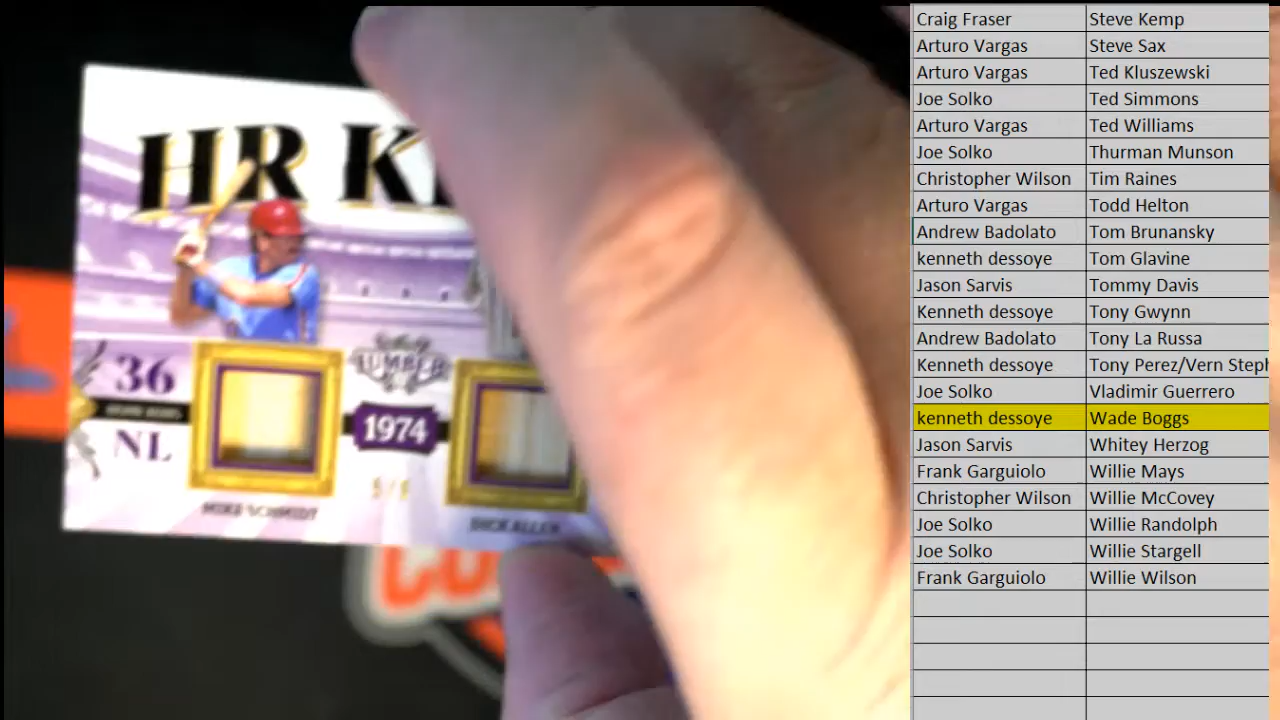 HR K
36
NL
LUMBER
1974
MIKE SCHMIDT
DICK ALLEN
Craig Fraser Steve Kemp
Arturo Vargas Steve Sax
Arturo Vargas Ted Kluszewski
Joe Solko Ted Simmons
Arturo Vargas Ted Williams
Joe Solko Thurman Munson
Christopher Wilson Tim Raines
Arturo Vargas Todd Helton
Andrew Badolato Tom Brunansky
kenneth dessoye Tom Glavine
Jason Sarvis Tommy Davis
Kenneth dessoye Tony Gwynn
Andrew Badolato Tony La Russa
Kenneth dessoye Tony Perez/Vern Steph
Joe Solko Vladimir Guerrero
kenneth dessoye Wade Boggs
Jason Sarvis Whitey Herzog
Frank Garguiolo Willie Mays
Christopher Wilson Willie McCovey
Joe Solko Willie Randolph
Joe Solko Willie Stargell
Frank Garguiolo Willie Wilson